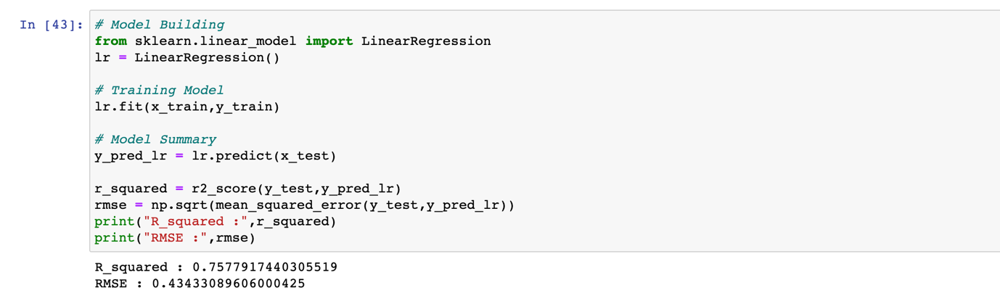 In [43]: # Model Building
from sklearn.linear_model import LinearRegression
lr = LinearRegression()
# Training Model
lr.fit(x_train,y_train)
# Model Summary
y_pred_lr = lr.predict(x_test)
r_squared = r2_score(y_test,y_pred_lr)
rmse = np.sqrt(mean_squared_error(y_test,y_pred_lr))
print("R_squared :",r_squared)
print("RMSE :",rmse)
R_squared : 0.7577917440305519
RMSE : 0.43433089606000425